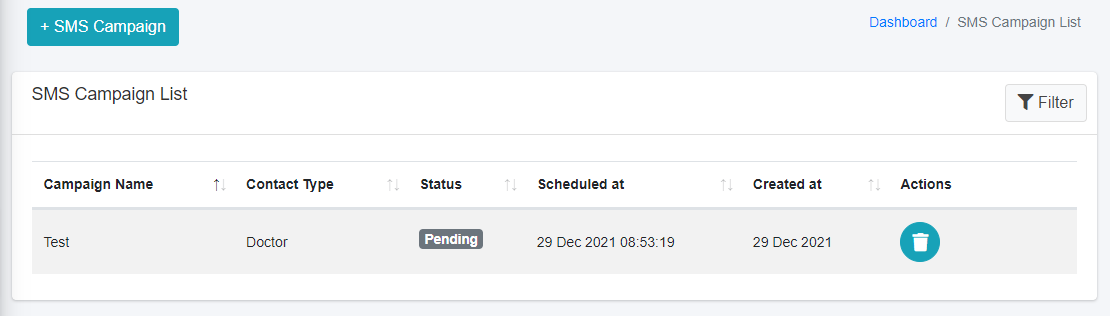 + SMS Campaign
Dashboard / SMS Campaign List
SMS Campaign List
Filter
Campaign Name Contact Type Status Scheduled at Created at Actions
Test Doctor Pending 29 Dec 2021 08:53:19 29 Dec 2021